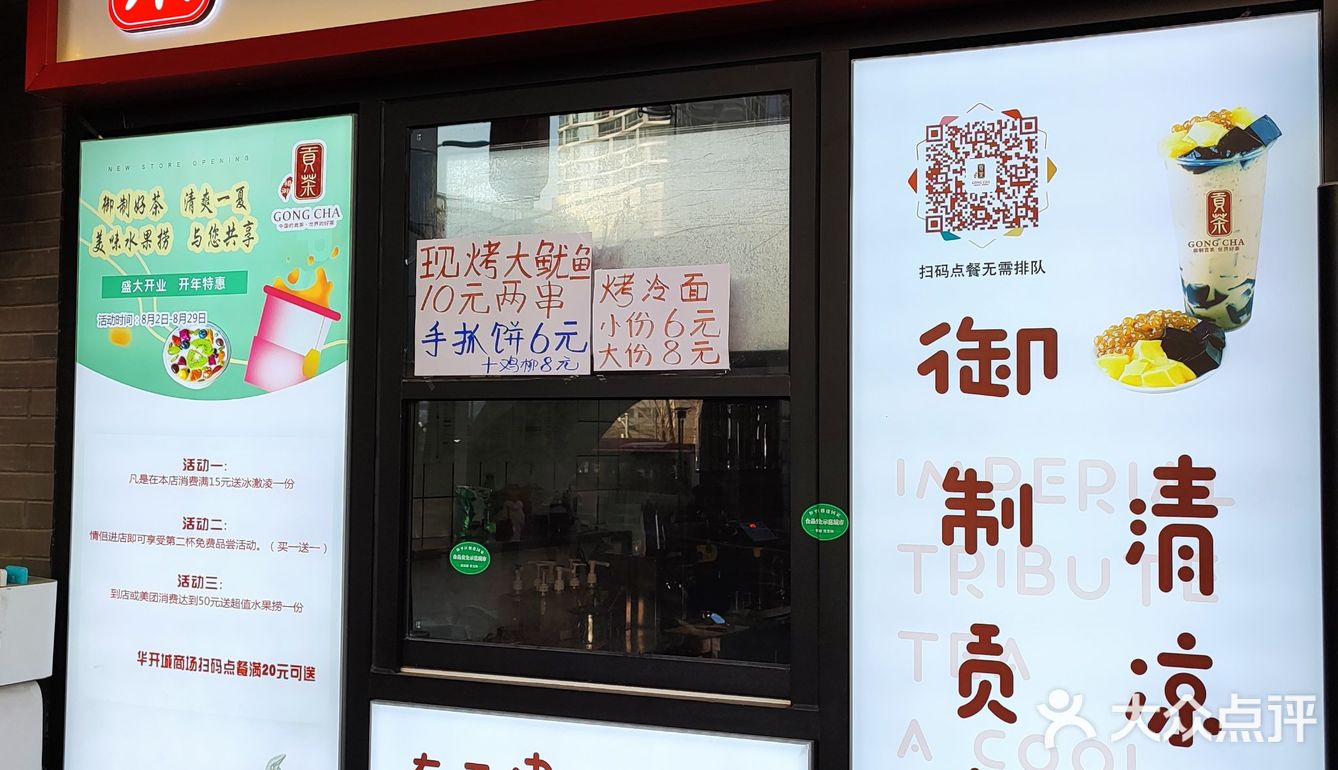 NEW STORE OPENING
貢茶
GONG CHA
御制好茶 清爽一夏
美味水果捞 与您共享
盛大开业 开年特惠
活动时间:8月2日-8月29日
活动一:
凡是在本店消费满15元送冰激凌一份
活动二:
情侣进店即可享受第二杯免费品尝活动。(买一送一)
活动三:
到店或美团消费达到50元送超值水果捞一份
华开城商场扫码点餐满20元可送
现烤大鱿鱼
10元两串
手抓饼6元
+鸡柳8元
烤冷面
小份6元
大份8元
扫码点餐无需排队
貢茶
GONG CHA
御制贡
清凉
IMPERIAL
TRIBUTE
TEA
A COOL
大众点评